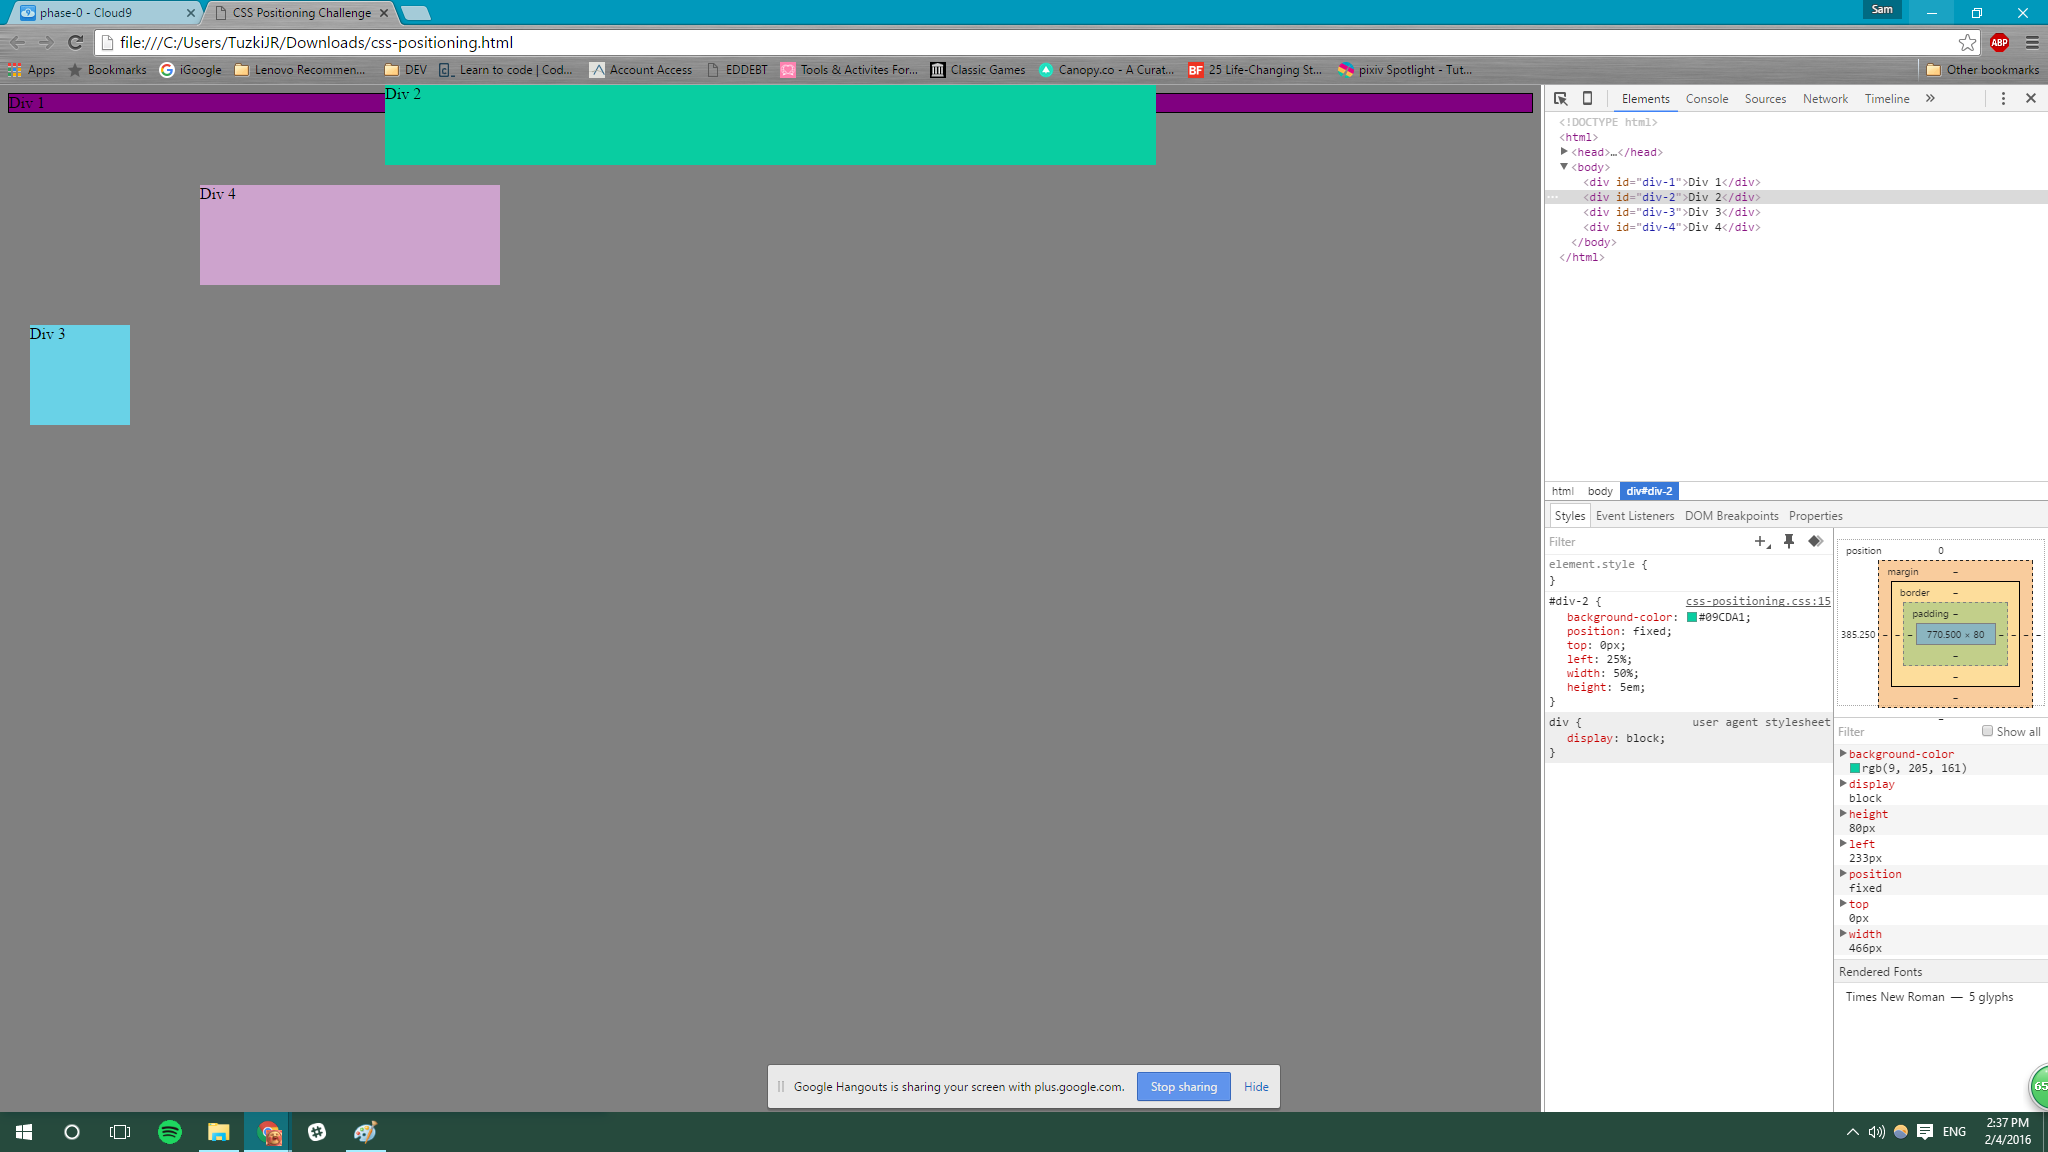 phase-0 - Cloud9
CSS Positioning Challenge
Sam
file:///C:/Users/TuzkiJR/Downloads/css-positioning.html
ABP
Apps
Bookmarks
iGoogle
Lenovo Recommen...
DEV
Learn to code | Cod...
Account Access
EDDEBT
Tools & Activites For...
Classic Games
Canopy.co - A Curat...
BF
25 Life-Changing St...
pixiv Spotlight - Tut...
Other bookmarks
Div 1
Div 2
Div 4
Div 3
Elements Console Sources Network Timeline »
<!DOCTYPE html>
<html>
<head>…</head>
<body>
<div id="div-1">Div 1</div>
<div id="div-2">Div 2</div>
<div id="div-3">Div 3</div>
<div id="div-4">Div 4</div>
</body>
</html>
html body div#div-2
Styles Event Listeners DOM Breakpoints Properties
Filter
element.style {
}
#div-2 { css-positioning.css:15
background-color: #09CDA1;
position: fixed;
top: 0px;
left: 25%;
width: 50%;
height: 5em;
}
div { user agent stylesheet
display: block;
}
position 0
margin -
border -
padding -
385.250 - - - 770.500 × 80 - - - -
-
-
-
-
Filter Show all
background-color
rgb(9, 205, 161)
display
block
height
80px
left
233px
position
fixed
top
0px
width
466px
Rendered Fonts
Times New Roman — 5 glyphs
Google Hangouts is sharing your screen with plus.google.com. Stop sharing Hide
65
ENG
2:37 PM
2/4/2016